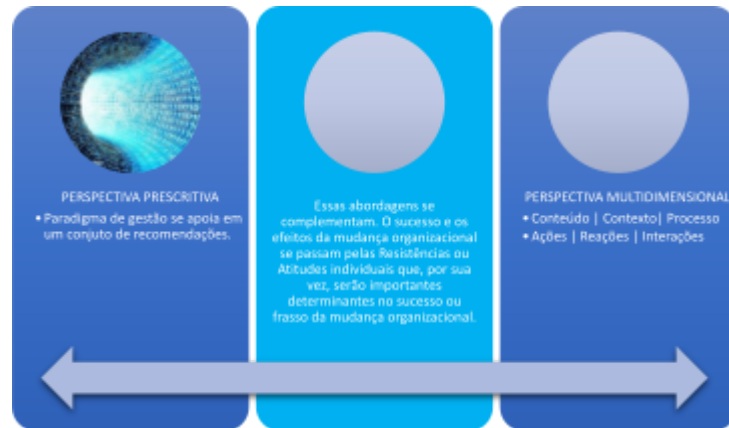 PERSPECTIVA PRESCRITIVA
• Paradigma de gestão se apoia em
um conjuto de recomendações.
Essas abordagens se
complementam. O sucesso e os
efeitos da mudança organizacional
se passam pelas Resistências ou
Atitudes individuais que, por sua
vez, serão importantes
determinantes no sucesso ou
frasso da mudança organizacional.
PERSPECTIVA MULTIDIMENSIONAL
• Conteúdo | Contexto| Processo
• Ações | Reações | Interações